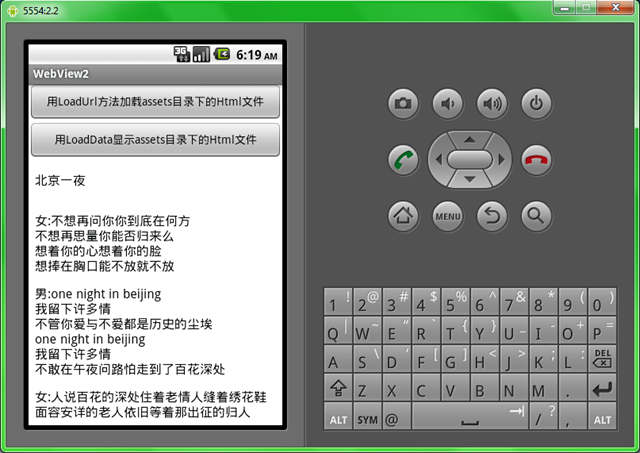 5554:2.2
3G 6:19 AM
WebView2
用LoadUrl方法加载assets目录下的Html文件
用LoadData显示assets目录下的Html文件
北京一夜
女:不想再问你你到底在何方
不想再思量你能否归来么
想着你的心想着你的脸
想捧在胸口能不放就不放
男:one night in beijing
我留下许多情
不管你爱与不爱都是历史的尘埃
one night in beijing
我留下许多情
不敢在午夜问路怕走到了百花深处
女:人说百花的深处住着老情人缝着绣花鞋
面容安详的老人依旧等着那出征的归人
MENU
1 ! 2 @ 3 # 4 $ 5 % 6 ^ 7 & 8 * 9 ( 0 )
Q | W ~ E " R ` T { Y } U _ I - O + P =
A S \ D ' F [ G ] H < J > K ; L : DEL
Z X C V B N M .
ALT SYM @ / ? , ALT